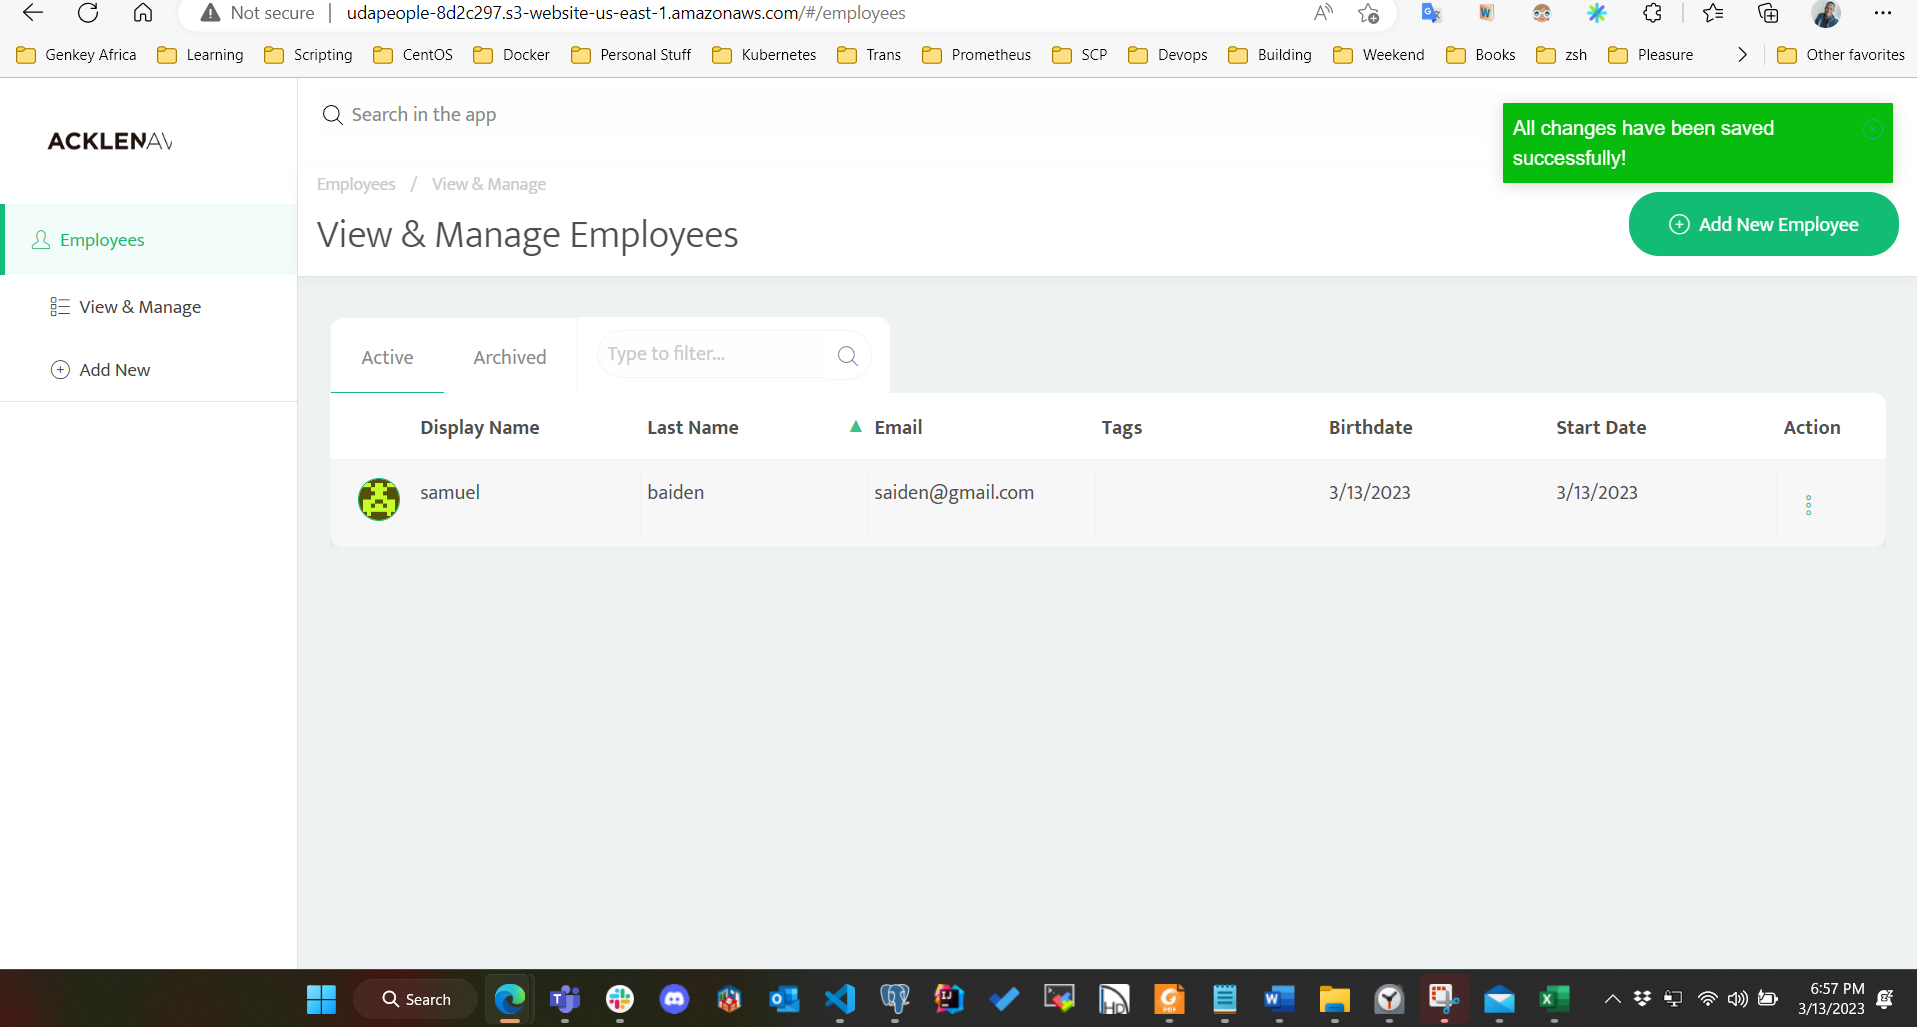 Not secure | udapeople-8d2c297.s3-website-us-east-1.amazonaws.com/#/employees
Genkey Africa Learning Scripting CentOS Docker Personal Stuff Kubernetes Trans Prometheus SCP Devops Building Weekend Books zsh Pleasure Other favorites
ACKLENAV
Search in the app
All changes have been saved
successfully!
Employees / View & Manage
View & Manage Employees
Add New Employee
Employees
View & Manage
Add New
Active Archived Type to filter...
Display Name Last Name Email Tags Birthdate Start Date Action
samuel baiden saiden@gmail.com 3/13/2023 3/13/2023
Search
6:57 PM
3/13/2023